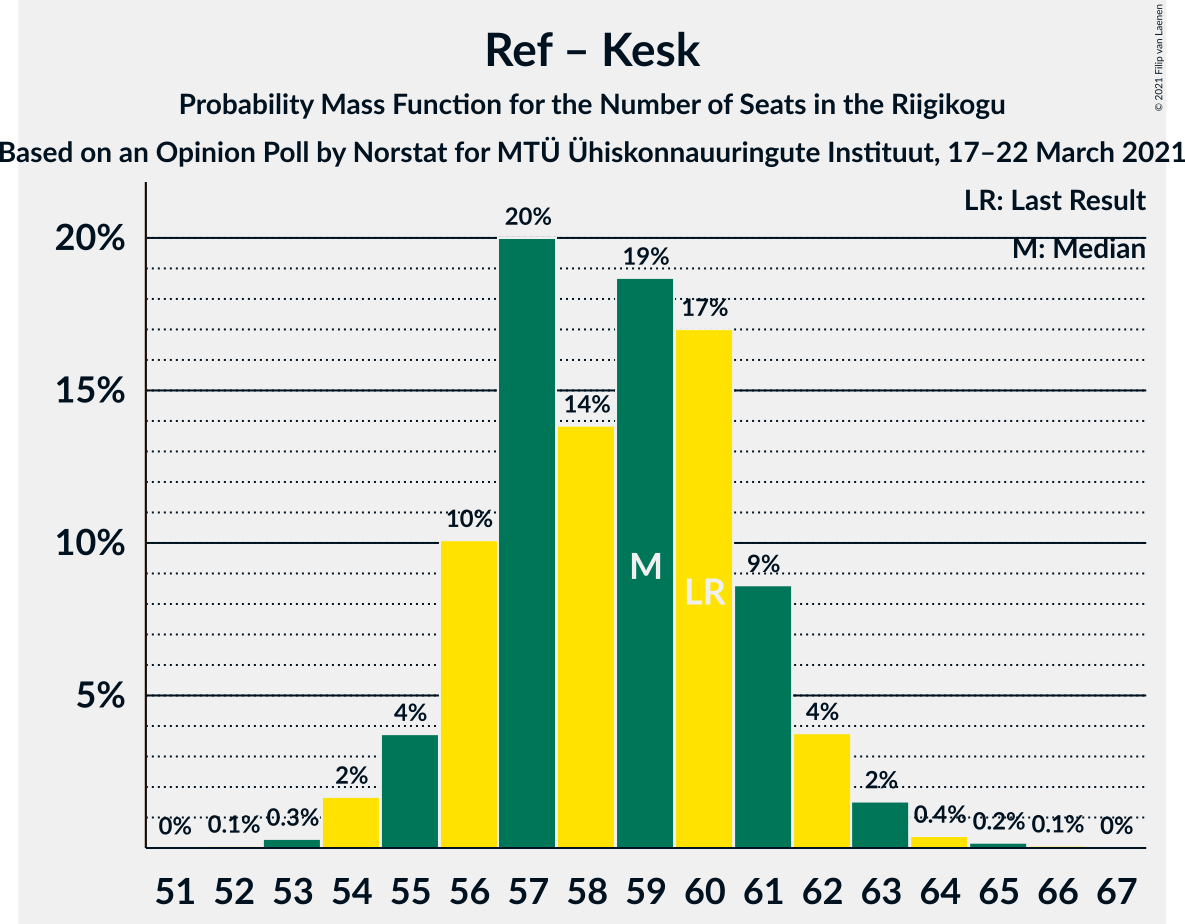 Ref – Kesk
Probability Mass Function for the Number of Seats in the Riigikogu
Based on an Opinion Poll by Norstat for MTÜ Ühiskonnauuringute Instituut, 17–22 March 2021
© 2021 Filip van Laenen
LR: Last Result
M: Median
20%
15%
10%
5%
0%
0.1%
0.3%
2%
4%
10%
20%
14%
19%
17%
9%
4%
2%
0.4%
0.2%
0.1%
0%
M
LR
51 52 53 54 55 56 57 58 59 60 61 62 63 64 65 66 67